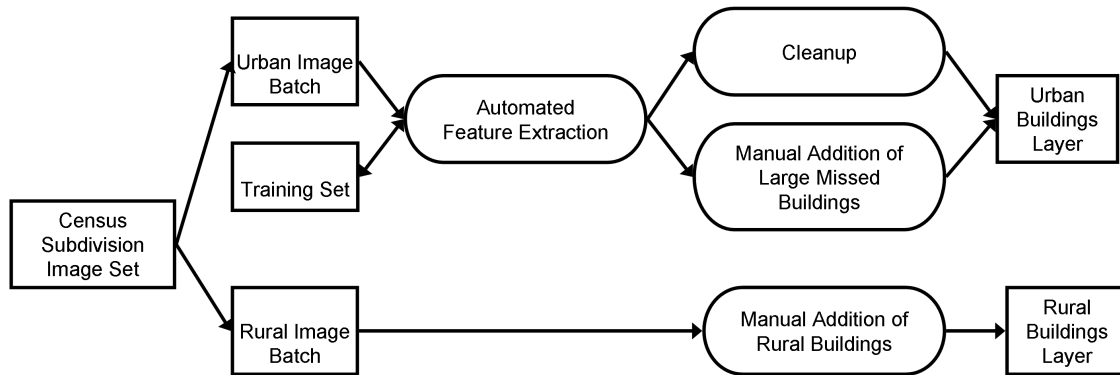 Urban Image
Batch
Cleanup
Automated
Feature Extraction
Urban
Buildings
Layer
Training Set
Manual Addition of
Large Missed
Buildings
Census
Subdivision
Image Set
Rural Image
Batch
Manual Addition of
Rural Buildings
Rural
Buildings
Layer